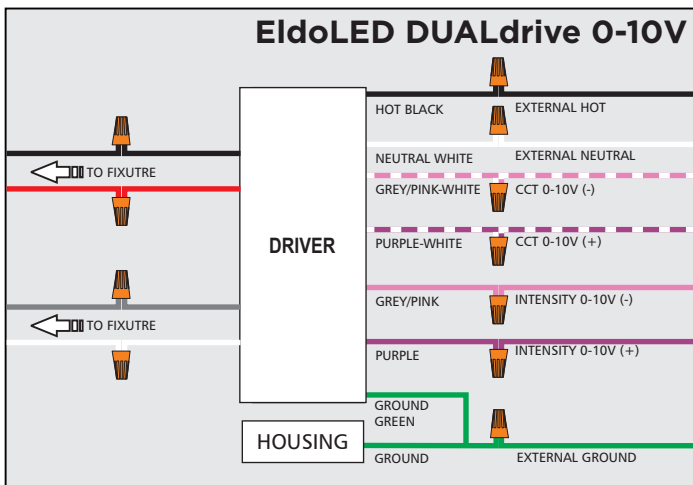 EldoLED DUALdrive 0-10V
HOT BLACK
EXTERNAL HOT
NEUTRAL WHITE
EXTERNAL NEUTRAL
TO FIXUTRE
GREY/PINK-WHITE
CCT 0-10V (-)
DRIVER
PURPLE-WHITE
CCT 0-10V (+)
GREY/PINK
INTENSITY 0-10V (-)
TO FIXUTRE
PURPLE
INTENSITY 0-10V (+)
GROUND
GREEN
HOUSING
GROUND
EXTERNAL GROUND